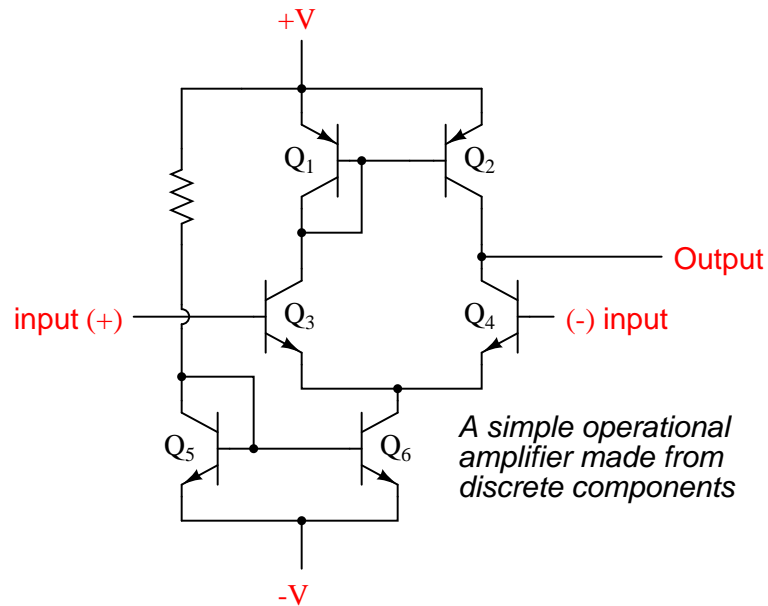 +V
Q₁
Q₂
Output
input (+)
Q₃
Q₄
(-) input
Q₅
Q₆
A simple operational
amplifier made from
discrete components
-V